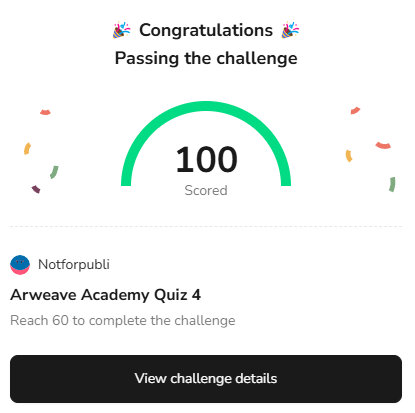 🎉 Congratulations 🎉
Passing the challenge
100
Scored
Notforpubli
Arweave Academy Quiz 4
Reach 60 to complete the challenge
View challenge details